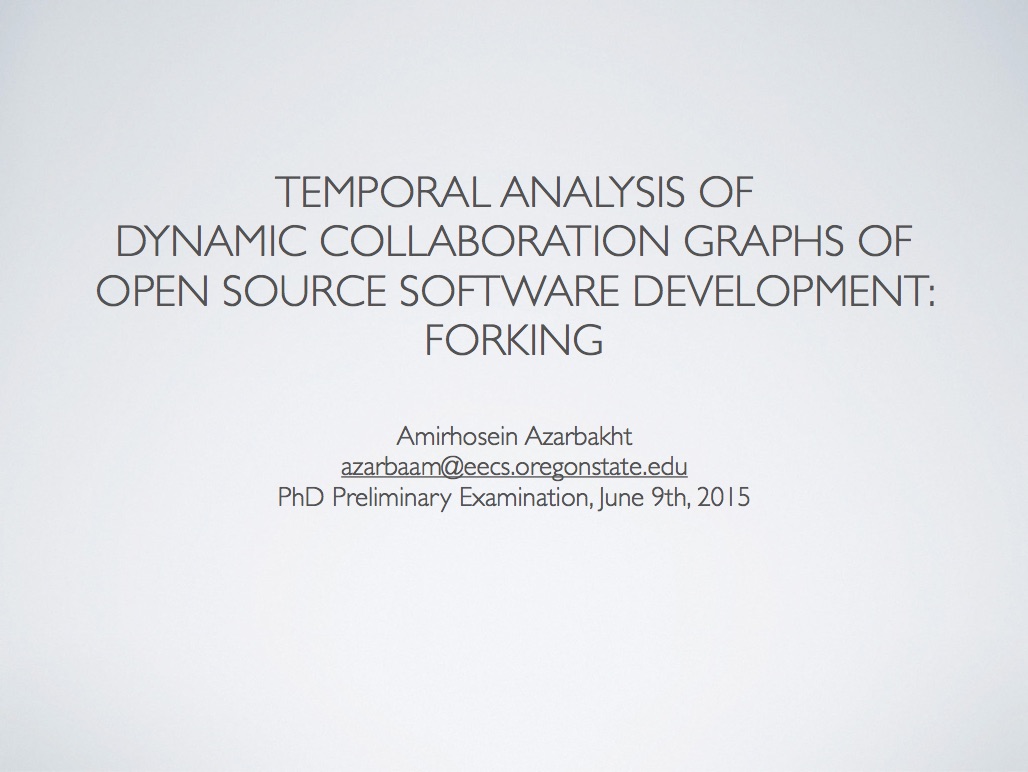 TEMPORAL ANALYSIS OF
DYNAMIC COLLABORATION GRAPHS OF
OPEN SOURCE SOFTWARE DEVELOPMENT:
FORKING
Amirhosein Azarbakht
azarbaam@eecs.oregonstate.edu
PhD Preliminary Examination, June 9th, 2015